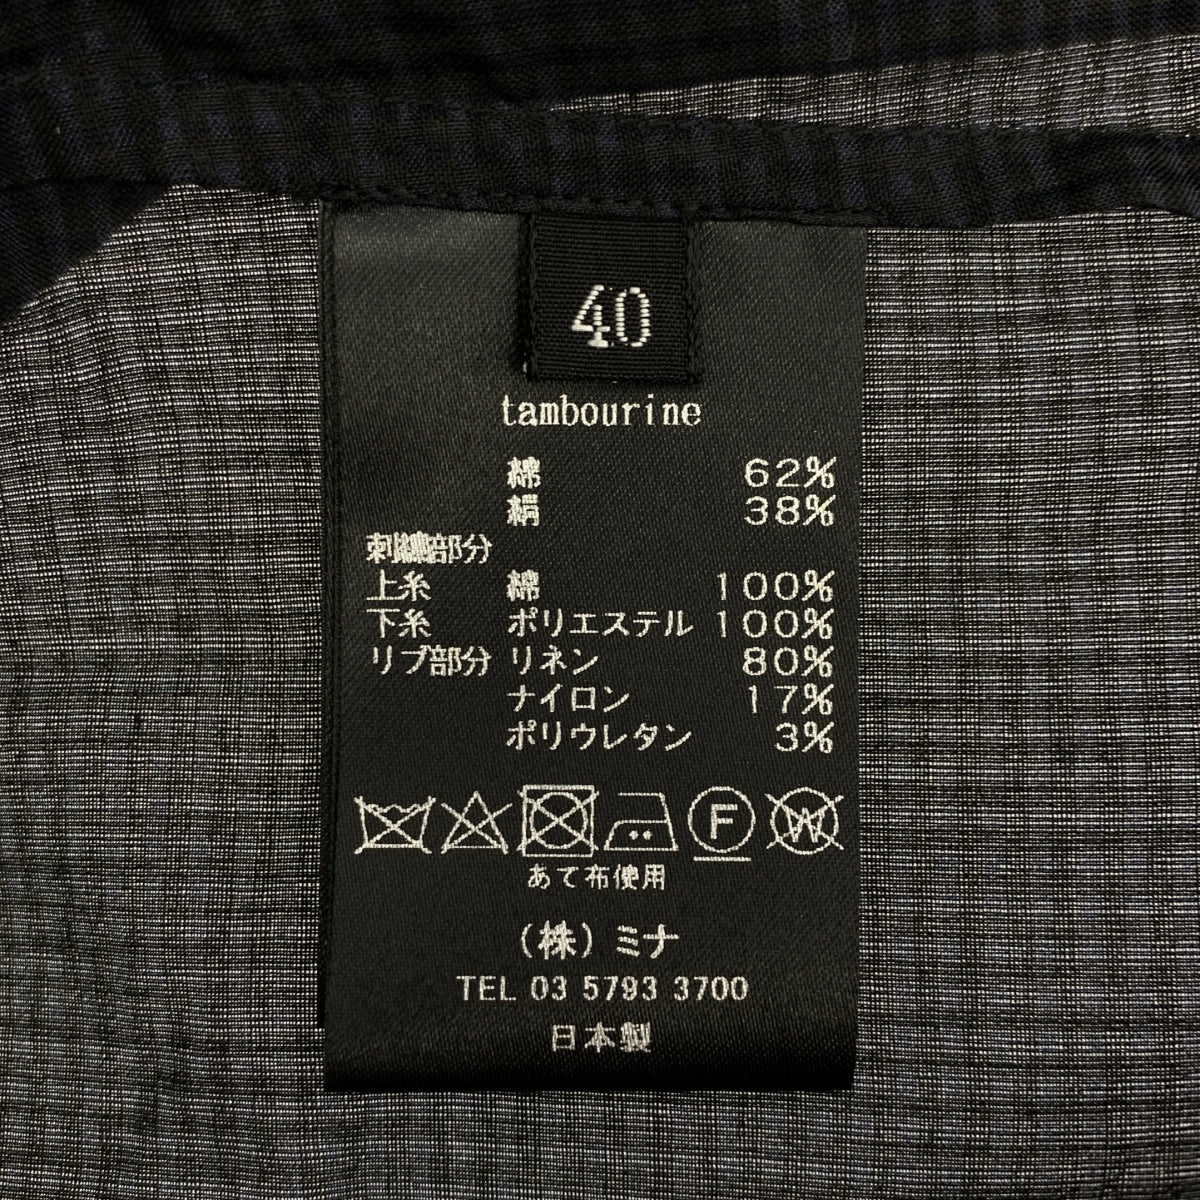 40
tambourine
綿 62%
絹 38%
刺繍部分
上糸 綿 100%
下糸 ポリエステル 100%
リブ部分 リネン 80%
ナイロン 17%
ポリウレタン 3%
F W
あて布使用
(株)ミナ
TEL 03 5793 3700
日本製